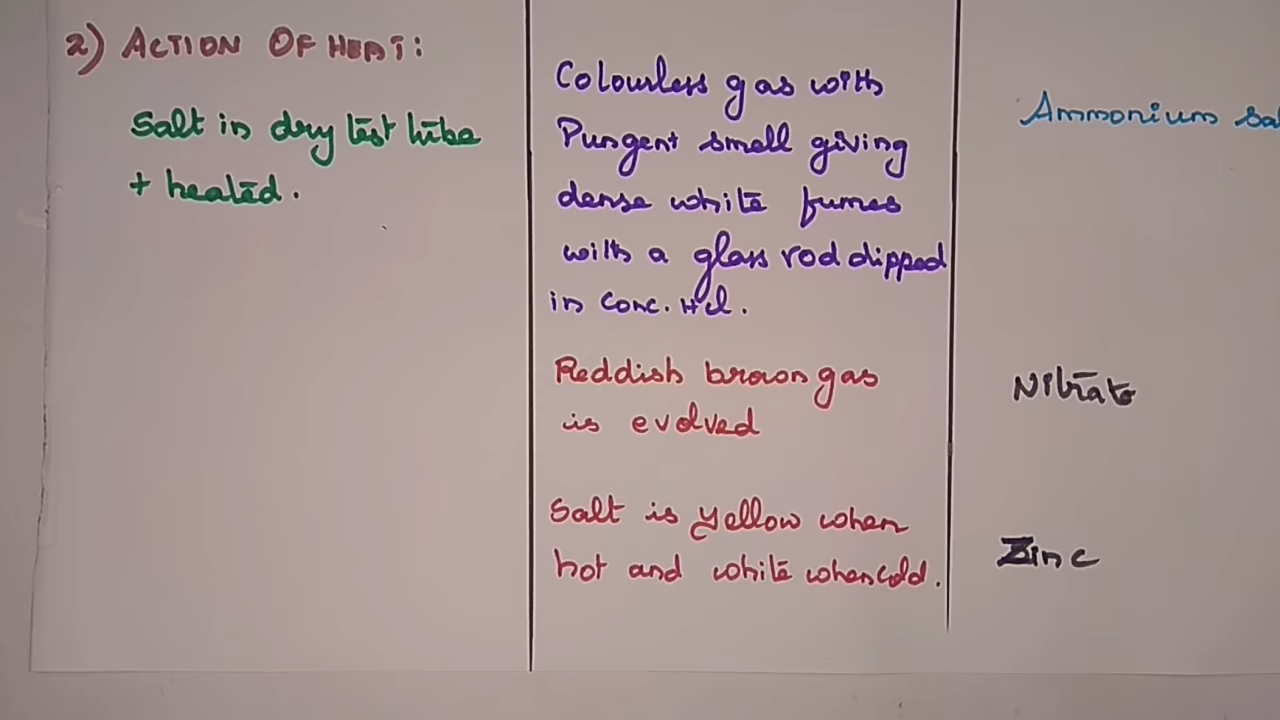 2) ACTION OF HEAT:
Salt in dry test tube
+ heated.
Colourless gas with
Pungent smell giving
dense white fumes
with a glass rod dipped
in Conc. HCl.
Reddish brown gas
is evolved
Salt is yellow when
hot and white when cold.
Ammonium sal
Nitrate
Zinc